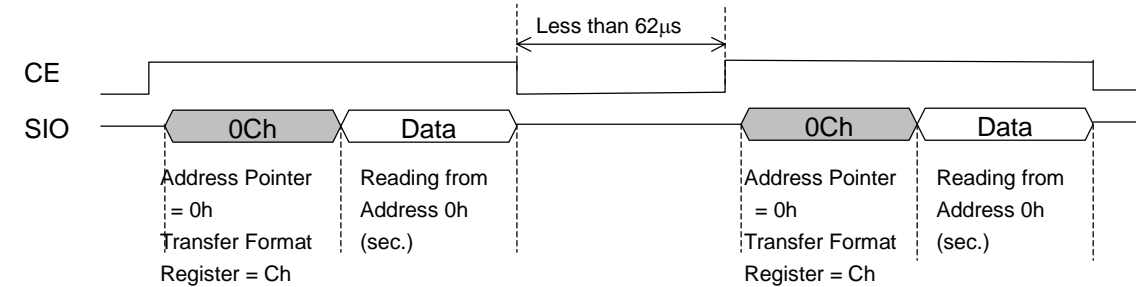 Less than 62μs
CE
SIO
0Ch
Data
0Ch
Data
Address Pointer
= 0h
Transfer Format
Register = Ch
Reading from
Address 0h
(sec.)
Address Pointer
= 0h
Transfer Format
Register = Ch
Reading from
Address 0h
(sec.)